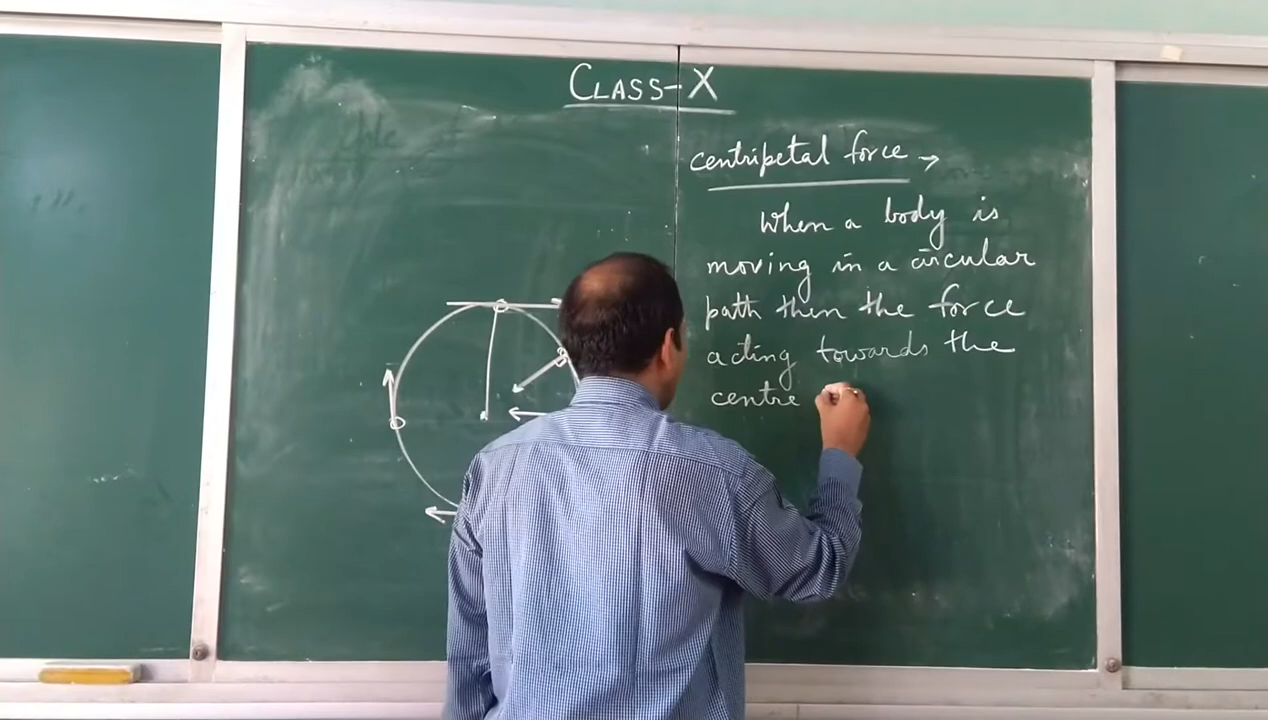 CLASS-X
centripetal force →
When a body is
moving in a circular
path then the force
acting towards the
centre